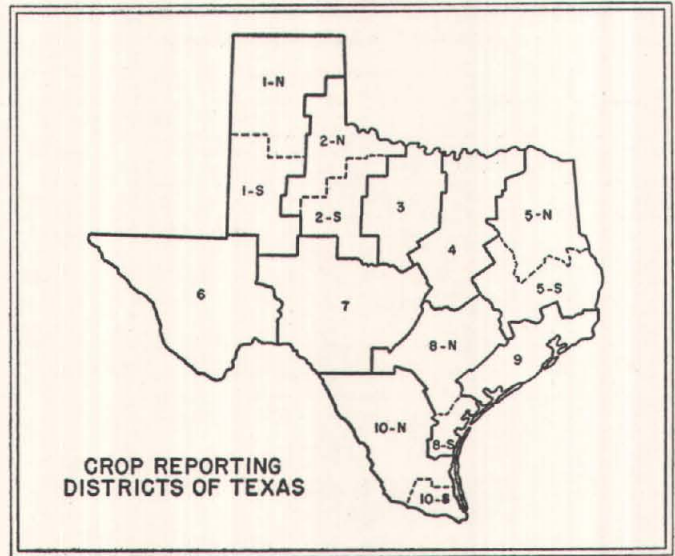 1-N
2-N
1-S
2-S
3
4
5-N
5-S
6
7
8-N
9
10-N
8-S
10-S
CROP REPORTING
DISTRICTS OF TEXAS